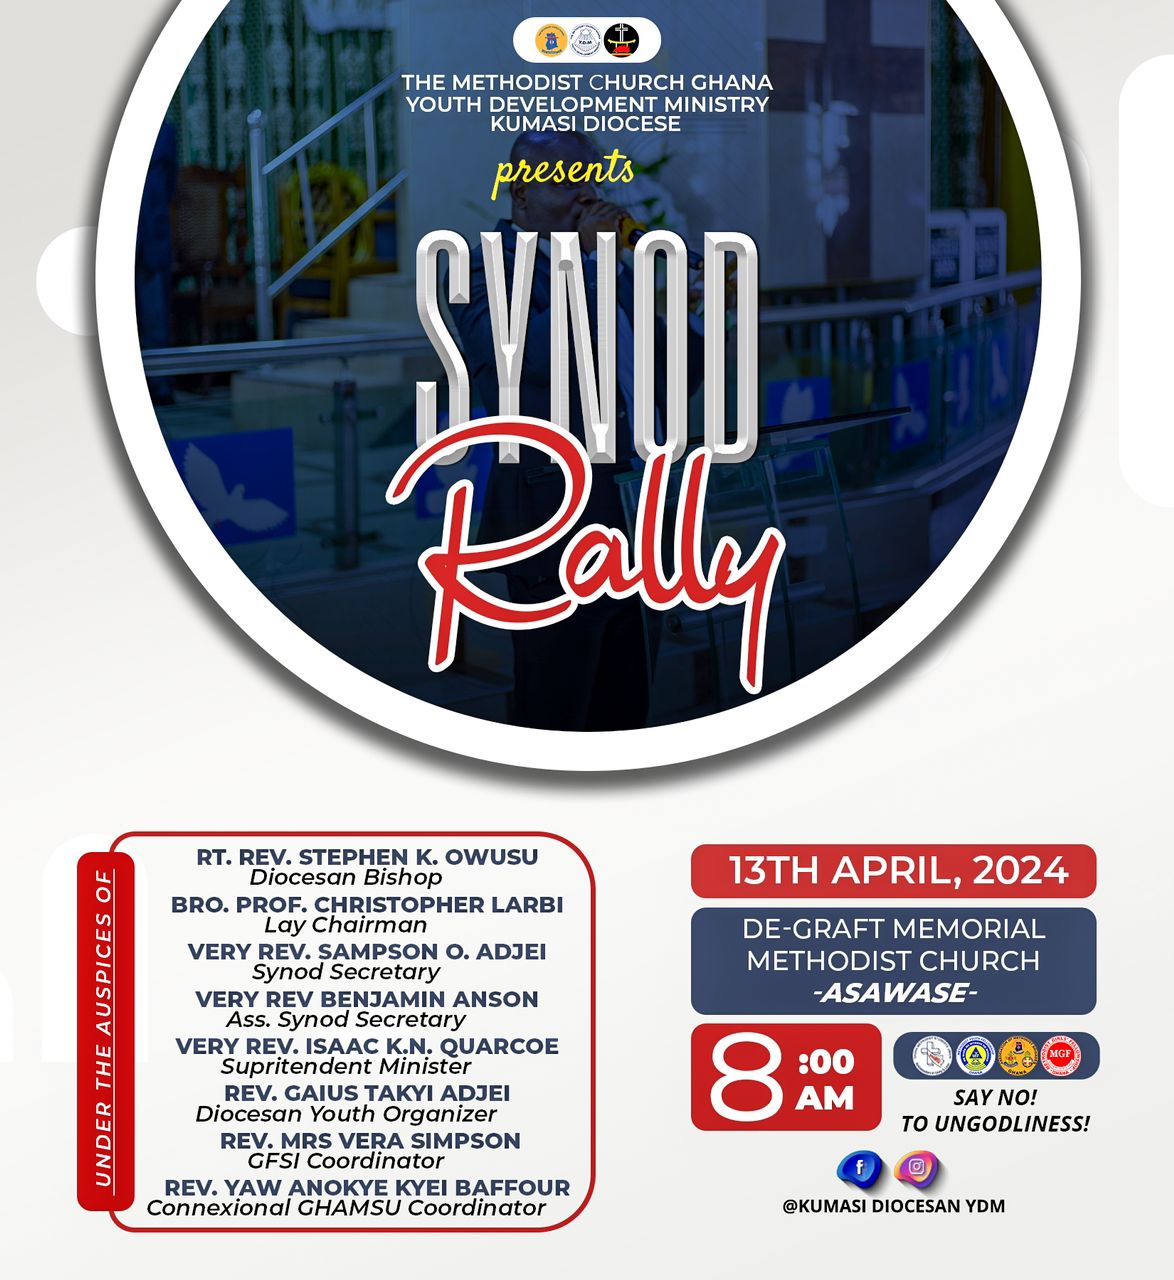 Y.D.M
THE METHODIST CHURCH GHANA
YOUTH DEVELOPMENT MINISTRY
KUMASI DIOCESE
presents
SYNOD
Rally
UNDER THE AUSPICES OF
RT. REV. STEPHEN K. OWUSU
Diocesan Bishop
BRO. PROF. CHRISTOPHER LARBI
Lay Chairman
VERY REV. SAMPSON O. ADJEI
Synod Secretary
VERY REV BENJAMIN ANSON
Ass. Synod Secretary
VERY REV. ISAAC K.N. QUARCOE
Supritendent Minister
REV. GAIUS TAKYI ADJEI
Diocesan Youth Organizer
REV. MRS VERA SIMPSON
GFSI Coordinator
REV. YAW ANOKYE KYEI BAFFOUR
Connexional GHAMSU Coordinator
13TH APRIL, 2024
DE-GRAFT MEMORIAL
METHODIST CHURCH
-ASAWASE-
8:00
AM
MGF
SAY NO!
TO UNGODLINESS!
@KUMASI DIOCESAN YDM